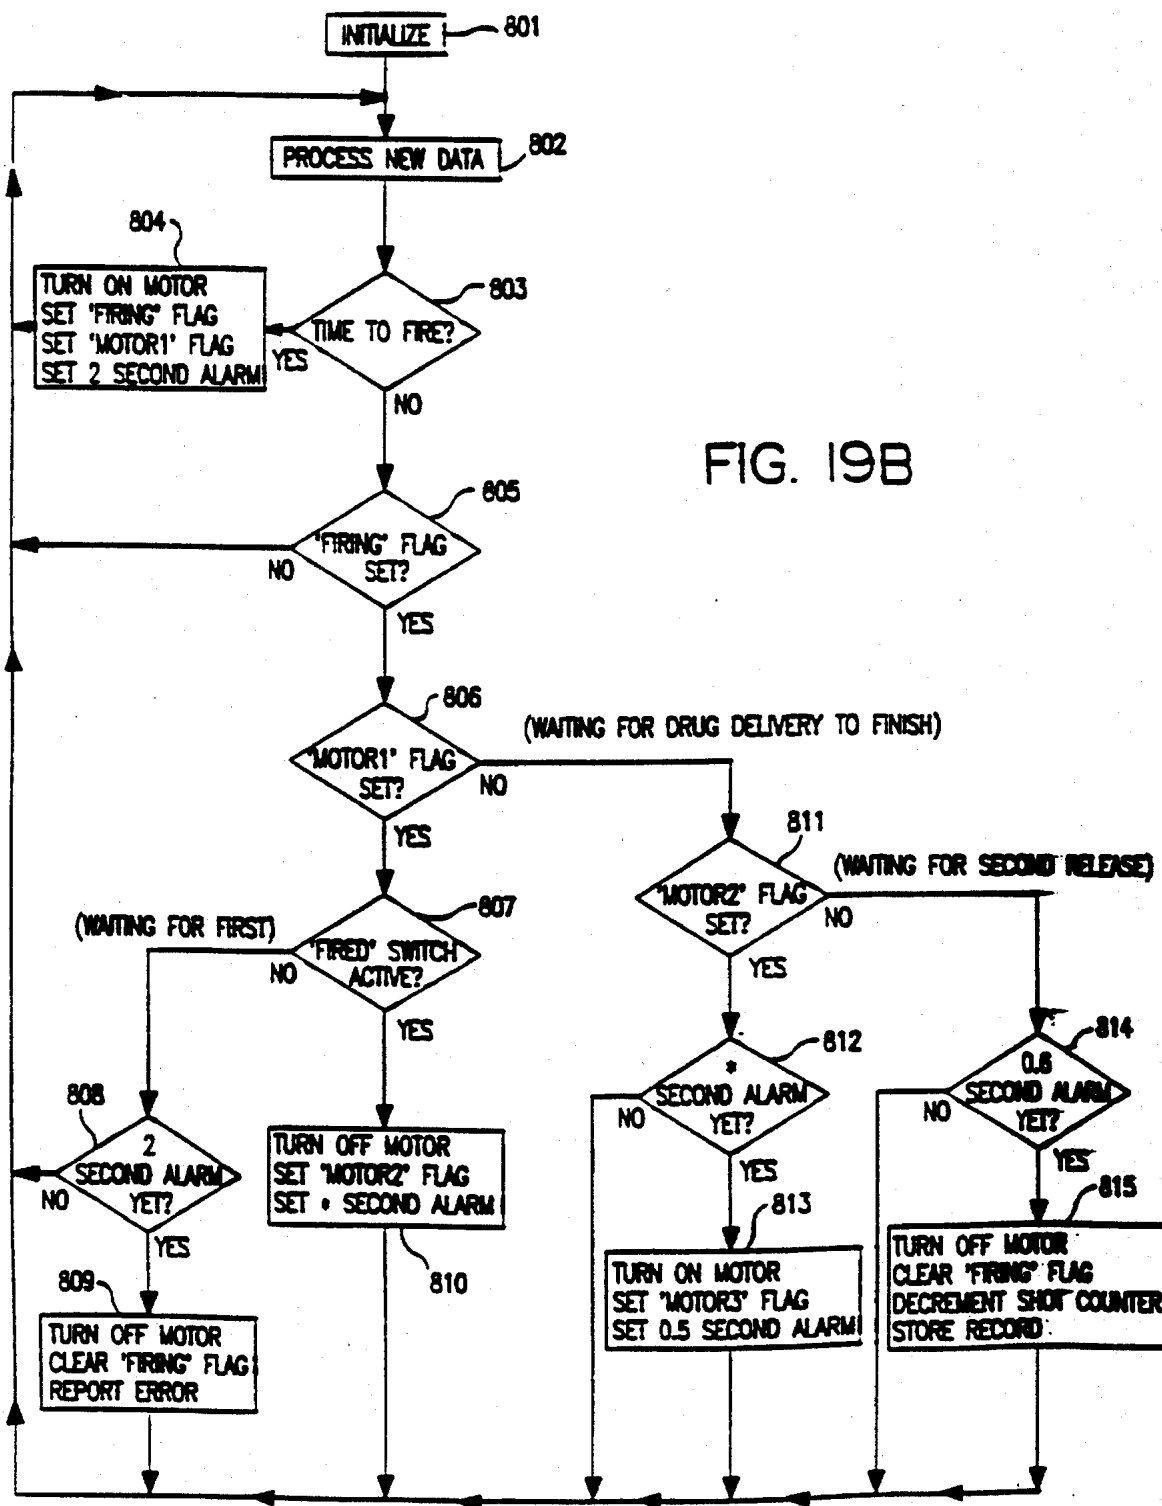 INITIALIZE
801
PROCESS NEW DATA
802
804
TURN ON MOTOR
SET "FIRING" FLAG
SET "MOTOR1" FLAG
SET 2 SECOND ALARM
803
TIME TO FIRE?
YES
NO
FIG. 19B
805
"FIRING" FLAG
SET?
NO
YES
806
"MOTOR1" FLAG
SET?
(WAITING FOR DRUG DELIVERY TO FINISH)
NO
YES
811
"MOTOR2" FLAG
SET?
(WAITING FOR SECOND RELEASE)
NO
YES
807
(WAITING FOR FIRST)
"FIRED" SWITCH
ACTIVE?
NO
YES
812
*
SECOND ALARM
YET?
NO
YES
814
0.6
SECOND ALARM
YET?
NO
YES
808
2
SECOND ALARM
YET?
NO
YES
TURN OFF MOTOR
SET "MOTOR2" FLAG
SET * SECOND ALARM
810
813
TURN ON MOTOR
SET "MOTOR3" FLAG
SET 0.5 SECOND ALARM
815
TURN OFF MOTOR
CLEAR "FIRING" FLAG
DECREMENT SHOT COUNTER
STORE RECORD
809
TURN OFF MOTOR
CLEAR "FIRING" FLAG
REPORT ERROR